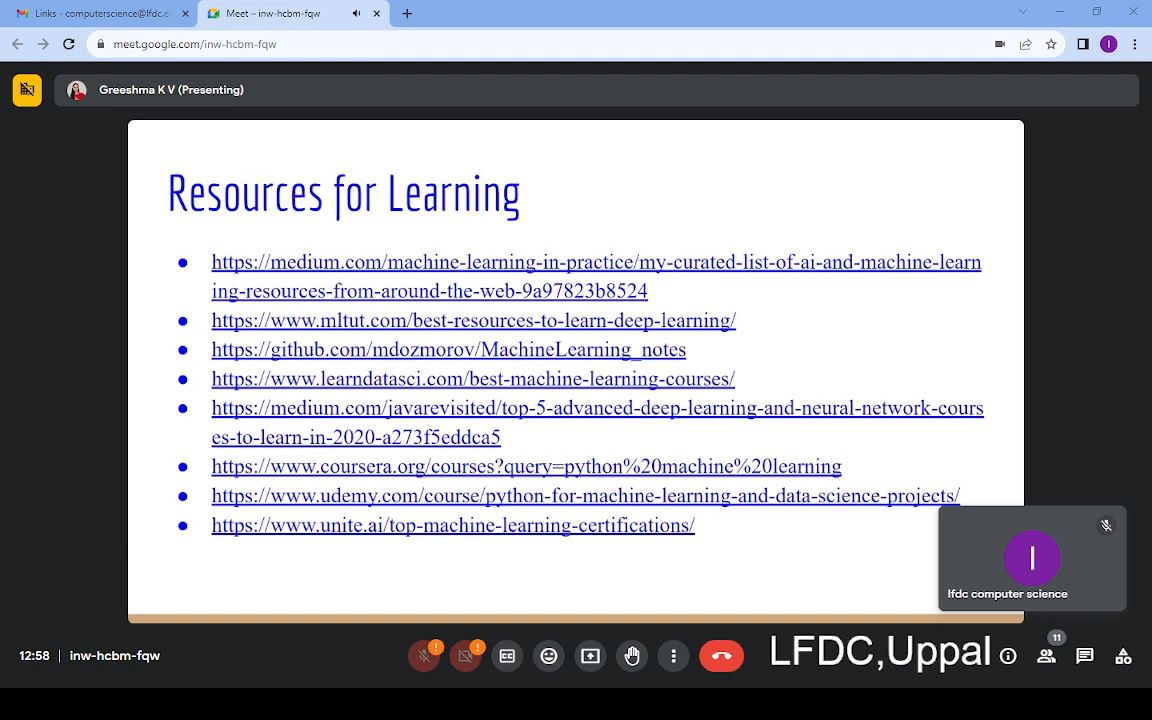 Links - computerscience@lfdc.e
Meet – inw-hcbm-fqw
meet.google.com/inw-hcbm-fqw
I
Greeshma K V (Presenting)
Resources for Learning
https://medium.com/machine-learning-in-practice/my-curated-list-of-ai-and-machine-learn
ing-resources-from-around-the-web-9a97823b8524
https://www.mltut.com/best-resources-to-learn-deep-learning/
https://github.com/mdozmorov/MachineLearning_notes
https://www.learndatasci.com/best-machine-learning-courses/
https://medium.com/javarevisited/top-5-advanced-deep-learning-and-neural-network-cours
es-to-learn-in-2020-a273f5eddca5
https://www.coursera.org/courses?query=python%20machine%20learning
https://www.udemy.com/course/python-for-machine-learning-and-data-science-projects/
https://www.unite.ai/top-machine-learning-certifications/
I
lfdc computer science
12:58 | inw-hcbm-fqw
LFDC,Uppal
11